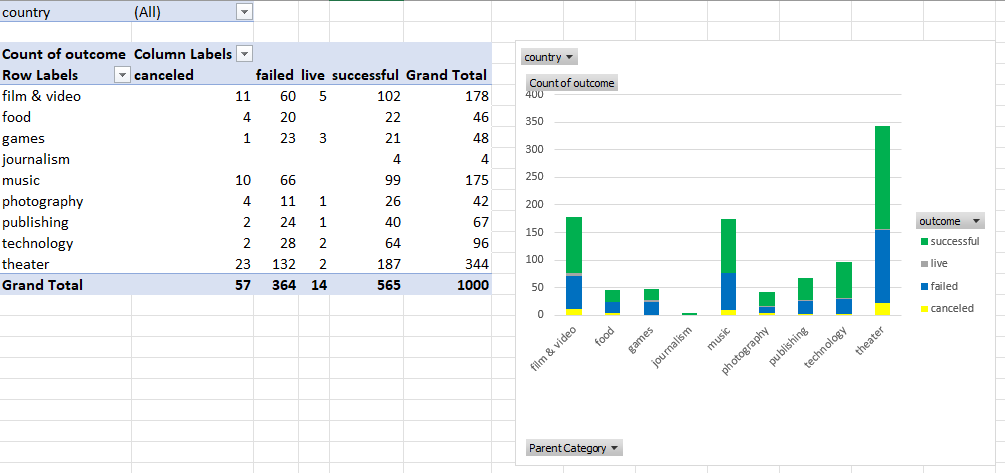 country (All)
Count of outcome Column Labels
Row Labels canceled failed live successful Grand Total
film & video 11 60 5 102 178
food 4 20 22 46
games 1 23 3 21 48
journalism 4 4
music 10 66 99 175
photography 4 11 1 26 42
publishing 2 24 1 40 67
technology 2 28 2 64 96
theater 23 132 2 187 344
Grand Total 57 364 14 565 1000
country
Count of outcome
400
350
300
250
200
150
100
50
0
film & video
food
games
journalism
music
photography
publishing
technology
theater
outcome
successful
live
failed
canceled
Parent Category